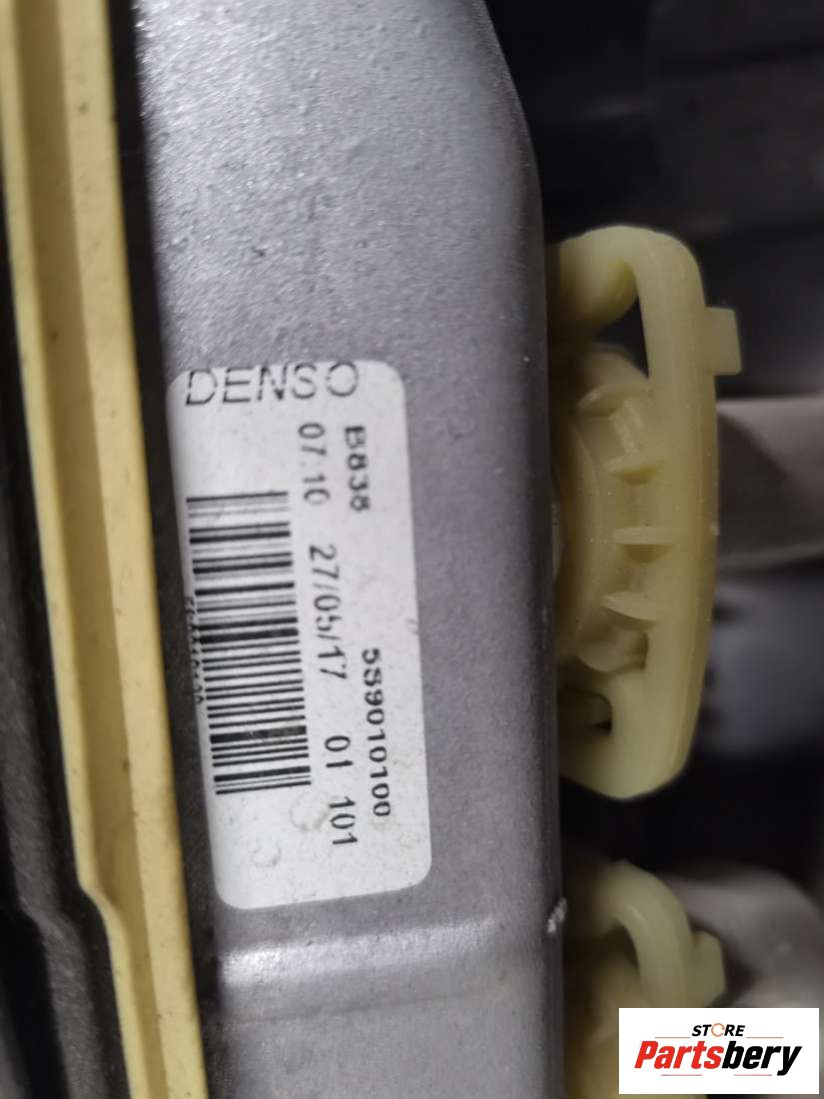 DENSO
B838 5S9010100
07.10 27/05/17 01 101
STORE
Partsbery